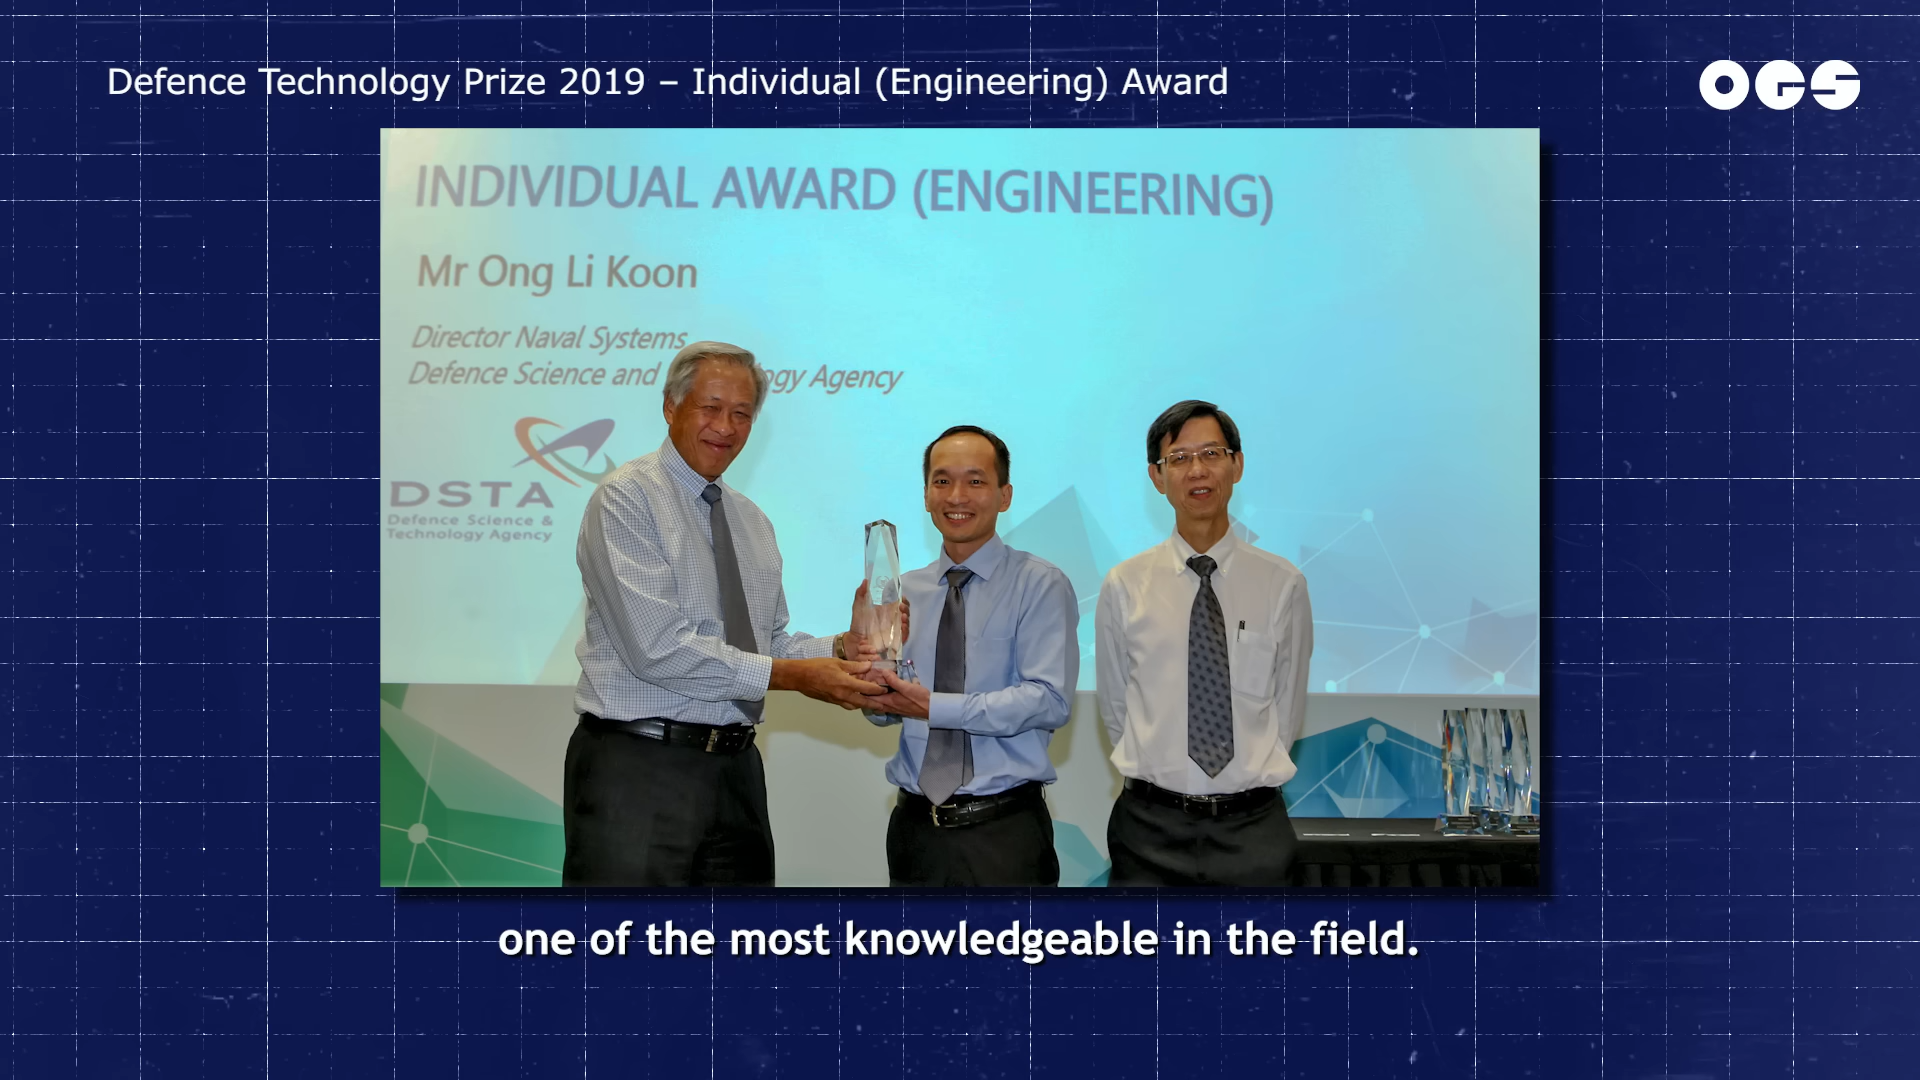 Defence Technology Prize 2019 – Individual (Engineering) Award
OGS
INDIVIDUAL AWARD (ENGINEERING)
Mr Ong Li Koon
Director Naval Systems
Defence Science and ogy Agency
DSTA
Defence Science &
Technology Agency
one of the most knowledgeable in the field.